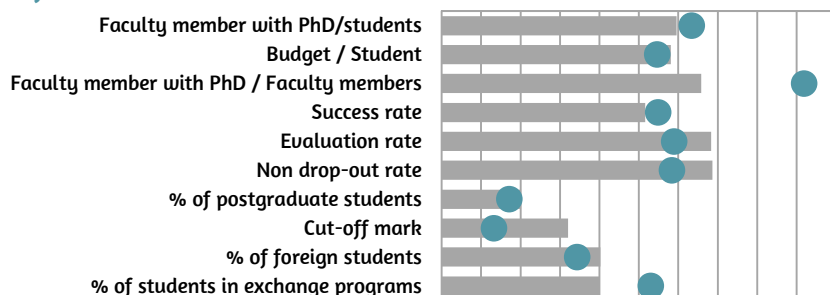 Faculty member with PhD/students
Budget / Student
Faculty member with PhD / Faculty members
Success rate
Evaluation rate
Non drop-out rate
% of postgraduate students
Cut-off mark
% of foreign students
% of students in exchange programs